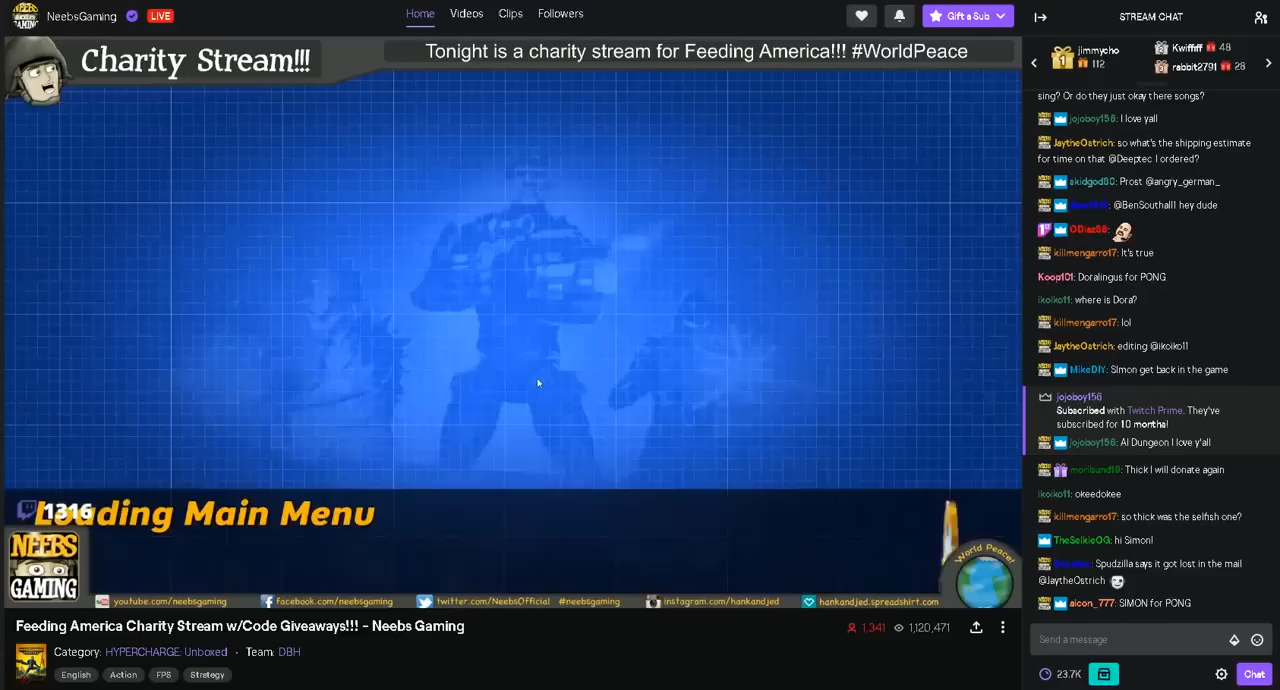 NeebsGaming LIVE
Home Videos Clips Followers
Gift a Sub
STREAM CHAT
Charity Stream!!!
Tonight is a charity stream for Feeding America!!! #WorldPeace
1316
Loading Main Menu
NEEBS
GAMING
World Peace!
youtube.com/neebsgaming
facebook.com/neebsgaming
twitter.com/NeebsOfficial #neebsgaming
instagram.com/hankandjed
hankandjed.spreadshirt.com
Feeding America Charity Stream w/Code Giveaways!!! - Neebs Gaming
1,341 1,120,471
Category: HYPERCHARGE: Unboxed · Team: DBH
English Action FPS Strategy
jimmycho
1 112
Kwiffiff 48
rabbit2791 28
sing? Or do they just okay there songs?
jojoboy156: I love yall
JaytheOstrich: so what's the shipping estimate
for time on that @Deeptec I ordered?
akidgod80: Prost @angry_german_
@BenSouthall1 hey dude
ODiaz88:
killmengarro17: It's true
Koop101: Doralingus for PONG
ikoiko11: where is Dora?
killmengarro17: lol
JaytheOstrich: editing @ikoiko11
MikeDIY: SImon get back in the game
jojoboy156
Subscribed with Twitch Prime. They've
subscribed for 10 months!
jojoboy156: AI Dungeon I love y'all
moribund19: Thick I will donate again
ikoiko11: okeedokee
killmengarro17: so thick was the selfish one?
TheSelkieOG: hi Simon!
Spudzilla says it got lost in the mail
@JaytheOstrich
alcon_777: SIMON for PONG
Send a message
23.7K
Chat